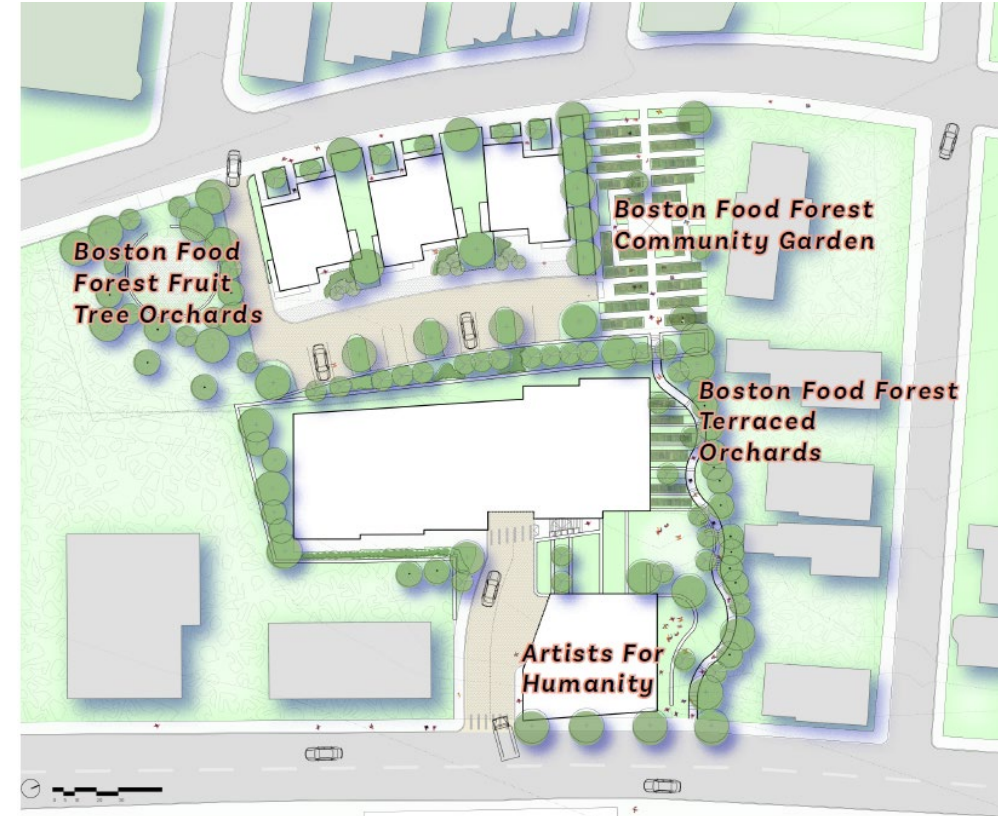 Boston Food Forest
Community Garden
Boston Food
Forest Fruit
Tree Orchards
Boston Food Forest
Terraced
Orchards
Artists For
Humanity